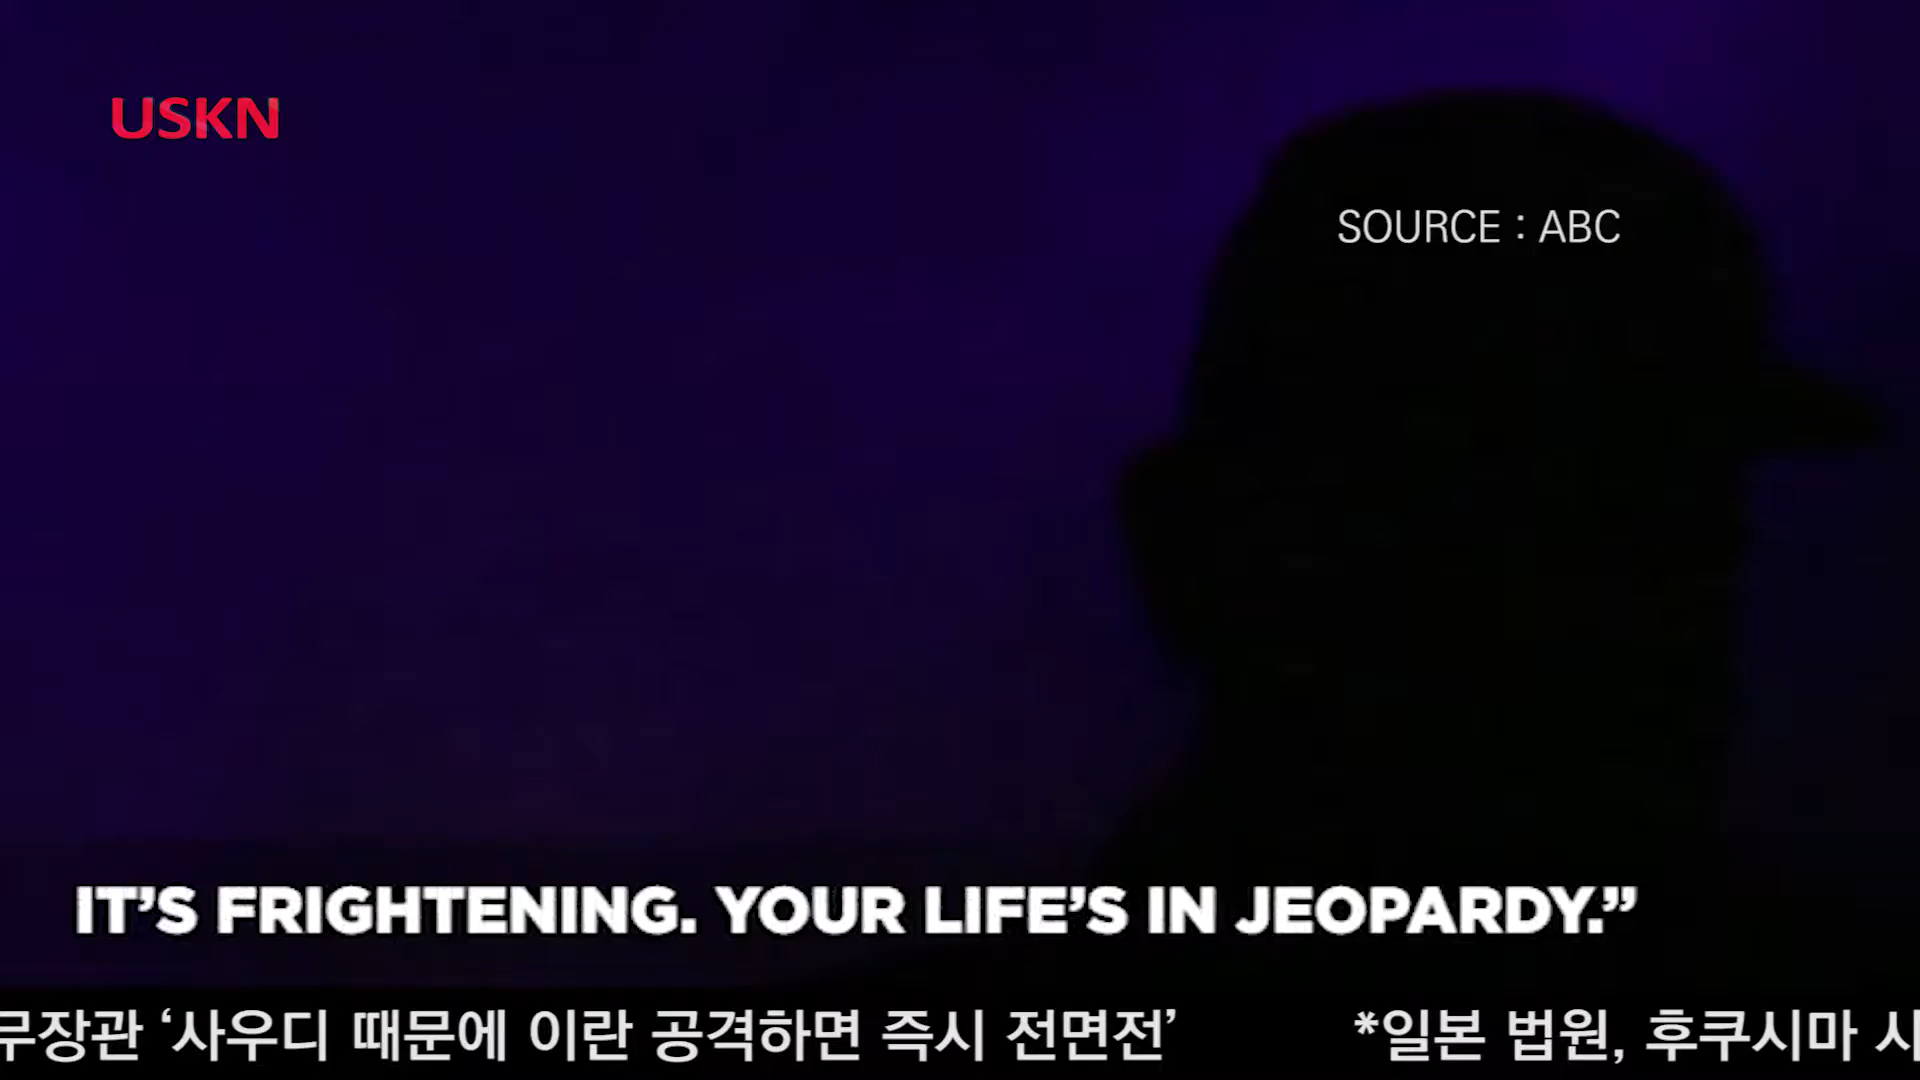 USKN
SOURCE : ABC
IT’S FRIGHTENING. YOUR LIFE’S IN JEOPARDY.”
무장관 ‘사우디 때문에 이란 공격하면 즉시 전면전’ *일본 법원, 후쿠시마 사